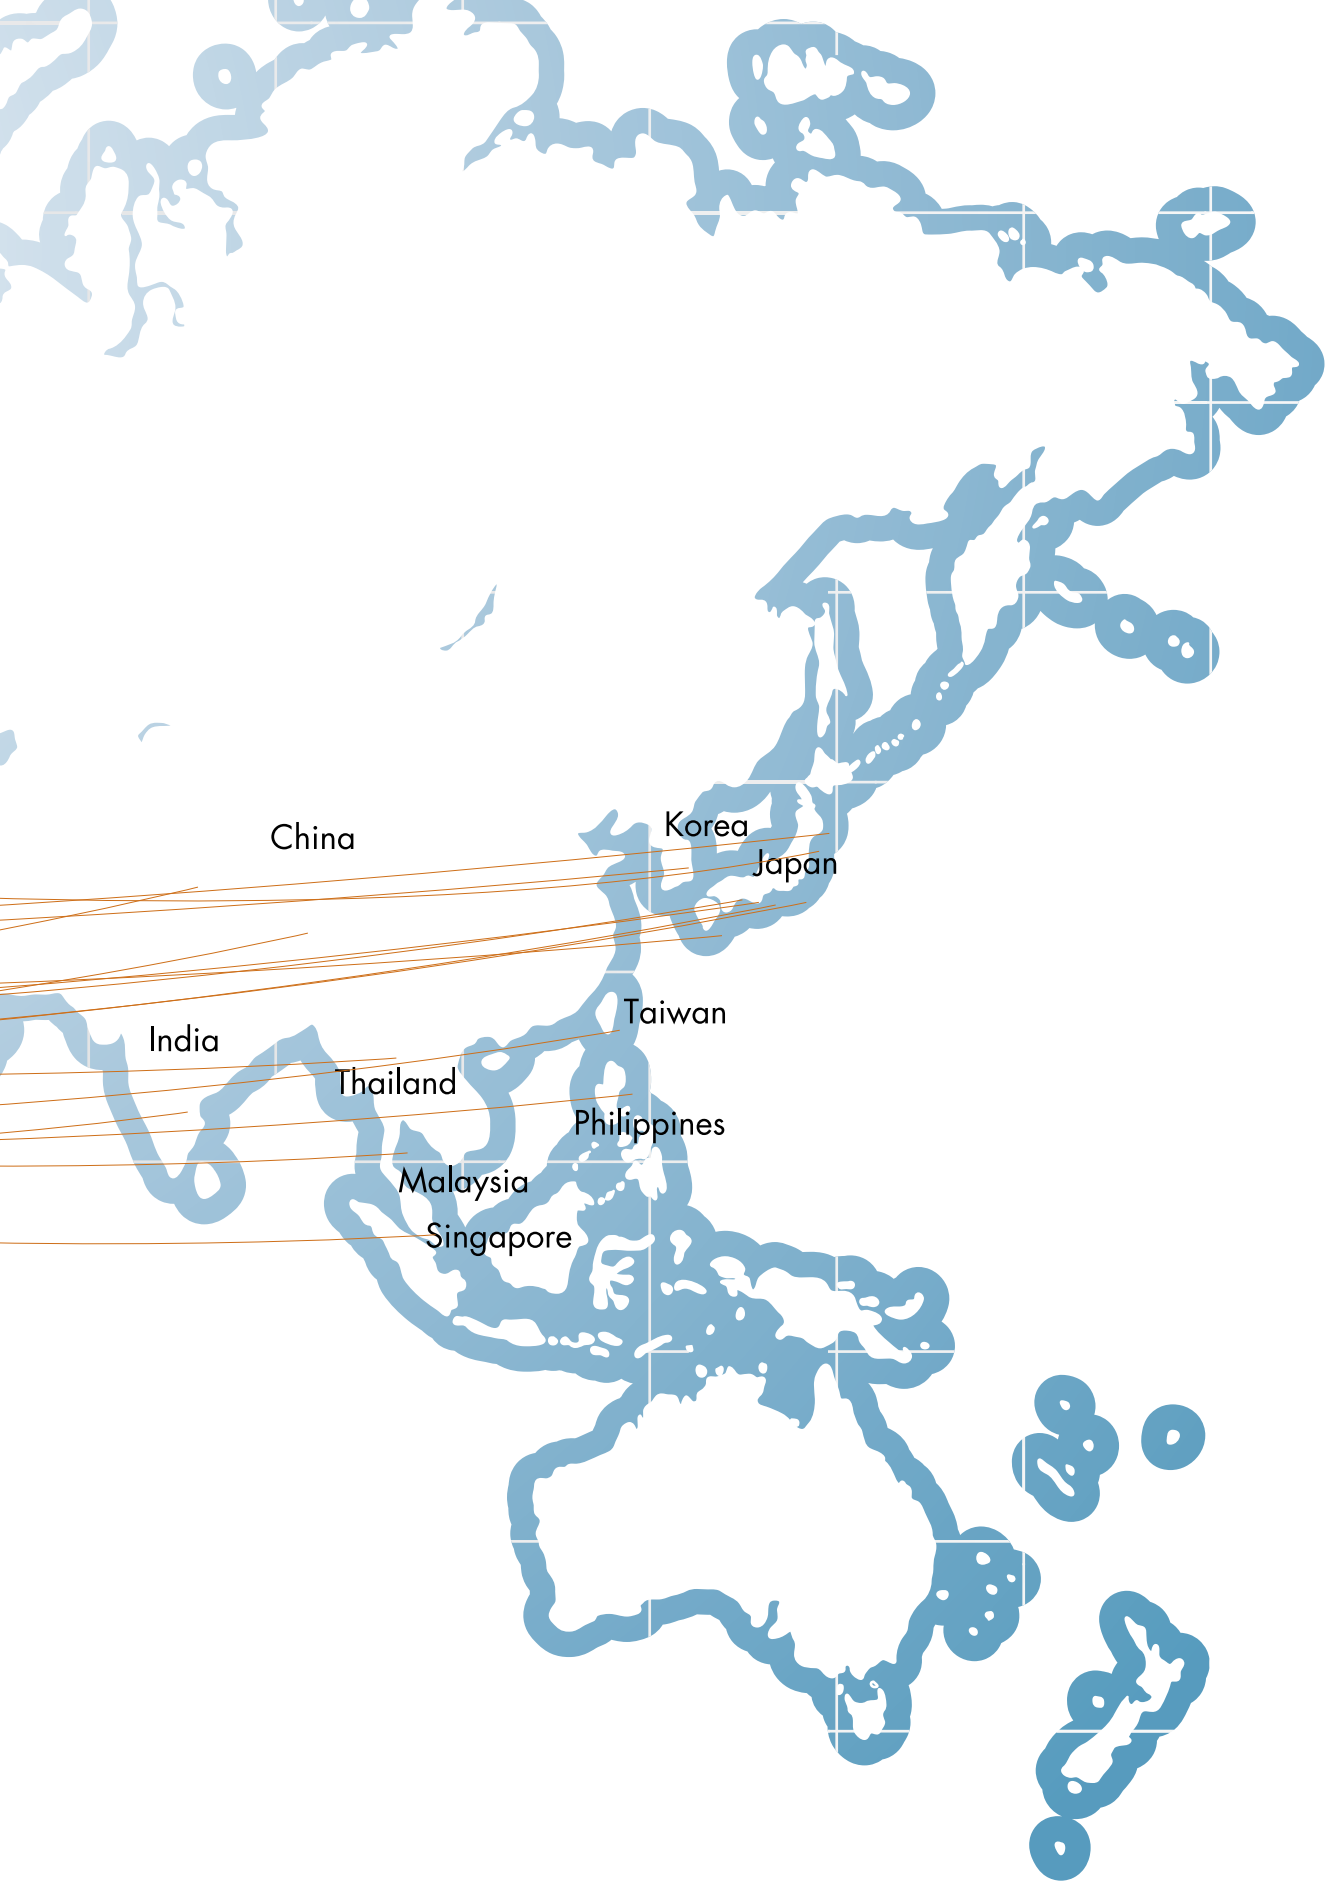 Korea
China
Japan
Taiwan
India
Thailand
Philippines
Malaysia
Singapore